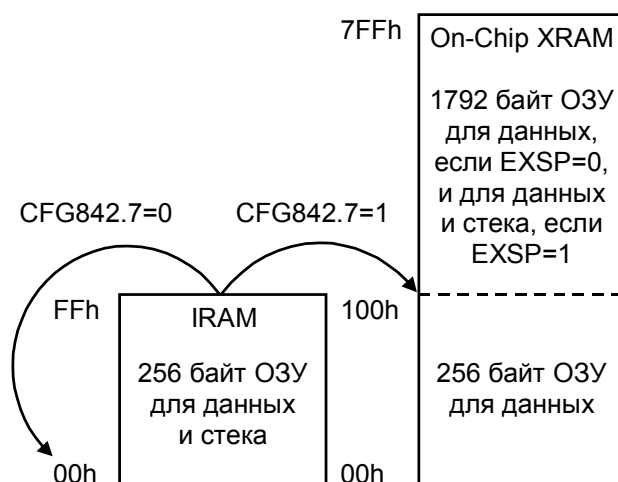 7FFh
On-Chip XRAM
1792 байт ОЗУ
для данных,
если EXSP=0,
и для данных
и стека, если
EXSP=1
CFG842.7=0
CFG842.7=1
FFh
IRAM
100h
256 байт ОЗУ
для данных
и стека
256 байт ОЗУ
для данных
00h
00h